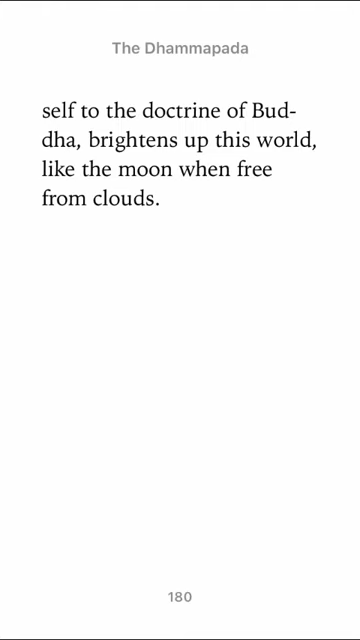 The Dhammapada
self to the doctrine of Bud-
dha, brightens up this world,
like the moon when free
from clouds.
180